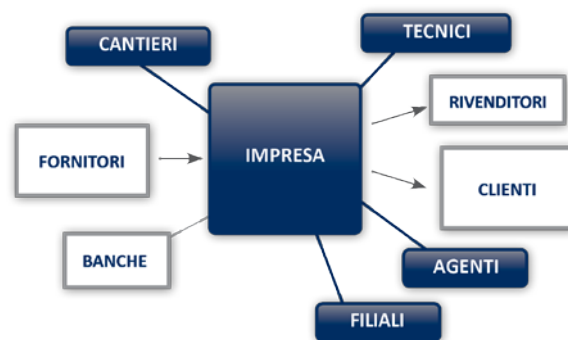 CANTIERI
TECNICI
RIVENDITORI
FORNITORI
IMPRESA
CLIENTI
BANCHE
AGENTI
FILIALI